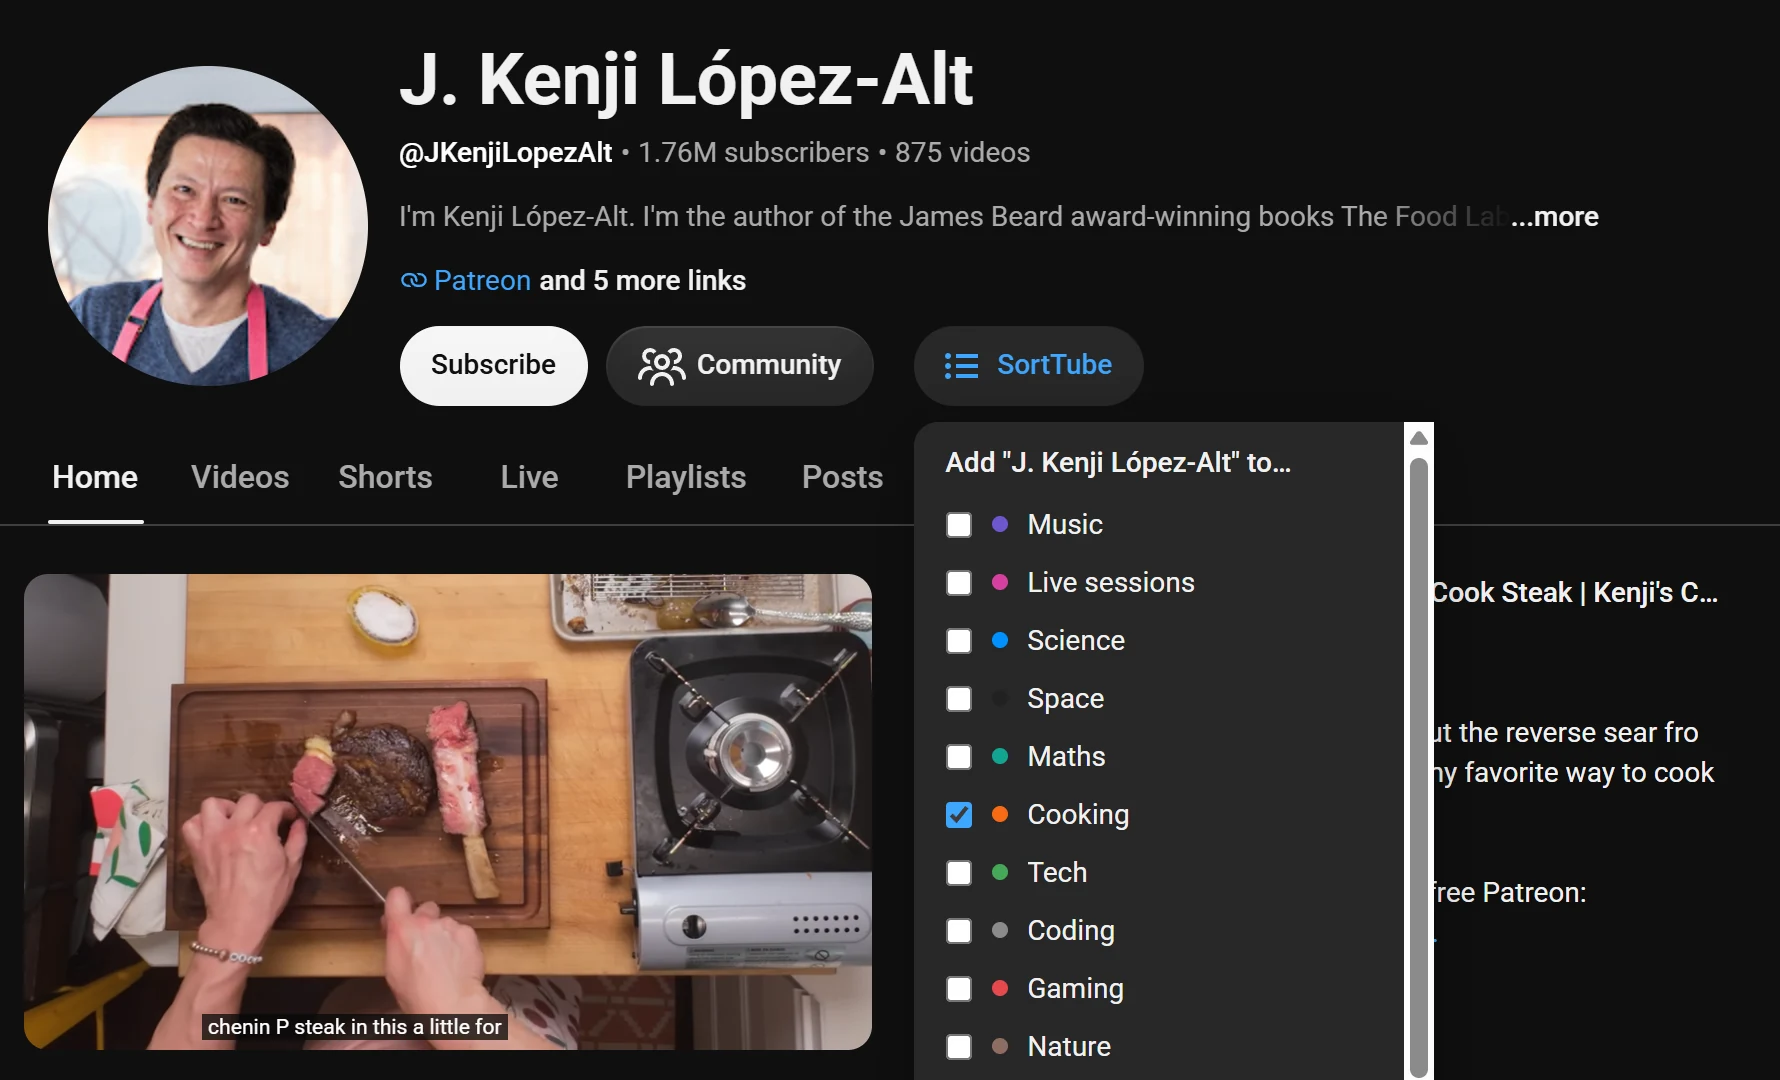 J. Kenji López-Alt
@JKenjiLopezAlt • 1.76M subscribers • 875 videos
I'm Kenji López-Alt. I'm the author of the James Beard award-winning books The Food Lab...more
Patreon and 5 more links
Subscribe
Community
SortTube
Home
Videos
Shorts
Live
Playlists
Posts
Add "J. Kenji López-Alt" to...
Music
Live sessions
Science
Space
Maths
Cooking
Tech
Coding
Gaming
Nature
Cook Steak | Kenji's C...
ut the reverse sear fro
my favorite way to cook
free Patreon:
chenin P steak in this a little for